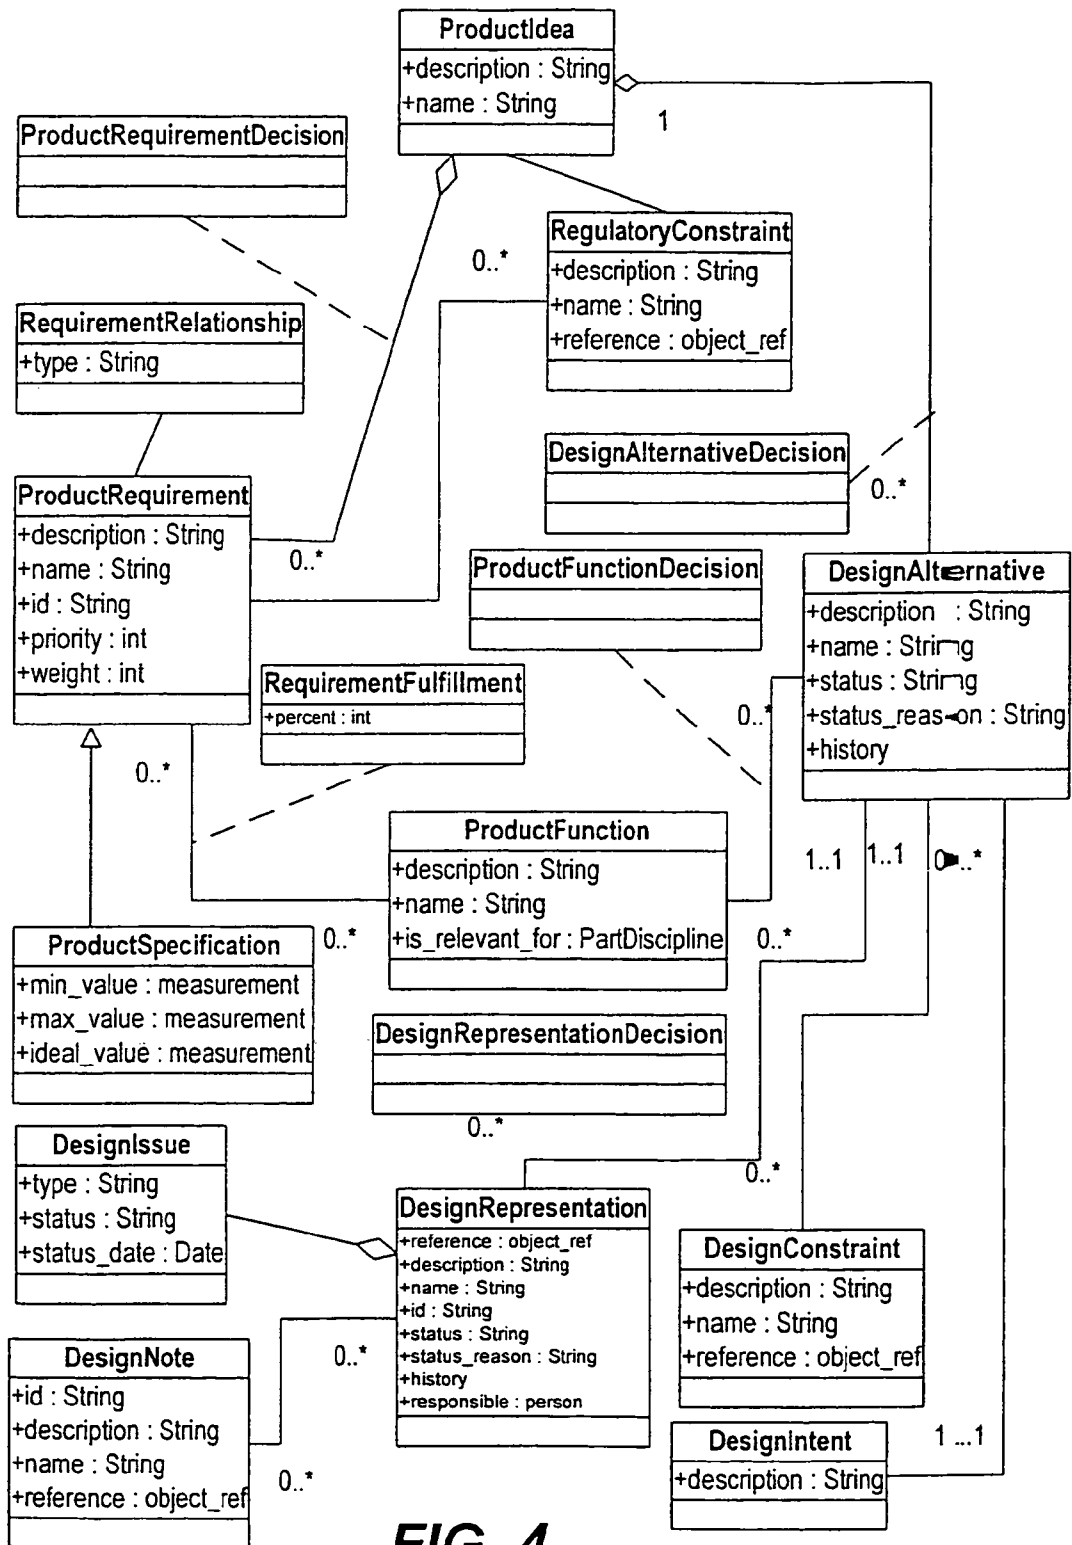 ProductIdea
+description : String
+name : String
1
ProductRequirementDecision
RegulatoryConstraint
+description : String
+name : String
+reference : object_ref
0..*
RequirementRelationship
+type : String
DesignAlternativeDecision
0..*
ProductRequirement
+description : String
+name : String
+id : String
+priority : int
+weight : int
0..*
ProductFunctionDecision
DesignAlternative
+description : String
+name : String
+status : String
+status_reason : String
+history
RequirementFulfillment
+percent : int
0..*
0..*
ProductFunction
+description : String
+name : String
+is_relevant_for : PartDiscipline
1..1
1..1
0..*
0..*
0..*
ProductSpecification
+min_value : measurement
+max_value : measurement
+ideal_value : measurement
DesignRepresentationDecision
0..*
DesignIssue
+type : String
+status : String
+status_date : Date
0..*
DesignRepresentation
+reference : object_ref
+description : String
+name : String
+id : String
+status : String
+status_reason : String
+history
+responsible : person
DesignConstraint
+description : String
+name : String
+reference : object_ref
DesignNote
+id : String
+description : String
+name : String
+reference : object_ref
0..*
0..*
DesignIntent
+description : String
1...1
FIG. 4